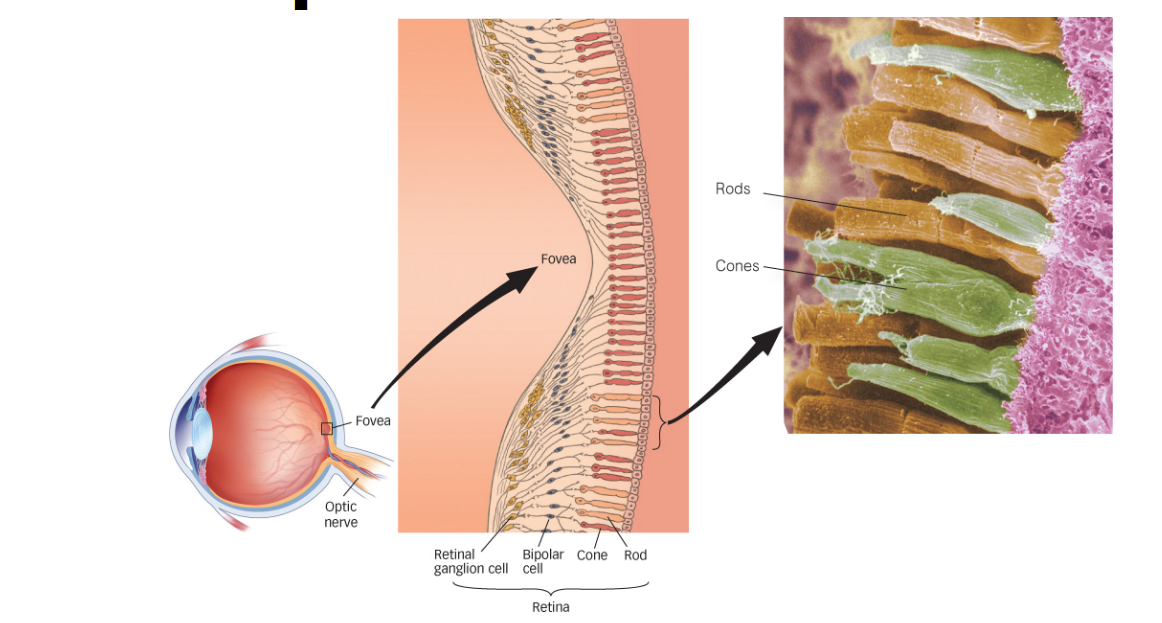 Rods
Cones
Fovea
Fovea
Optic
nerve
Retinal
ganglion cell
Bipolar
cell
Cone
Rod
Retina